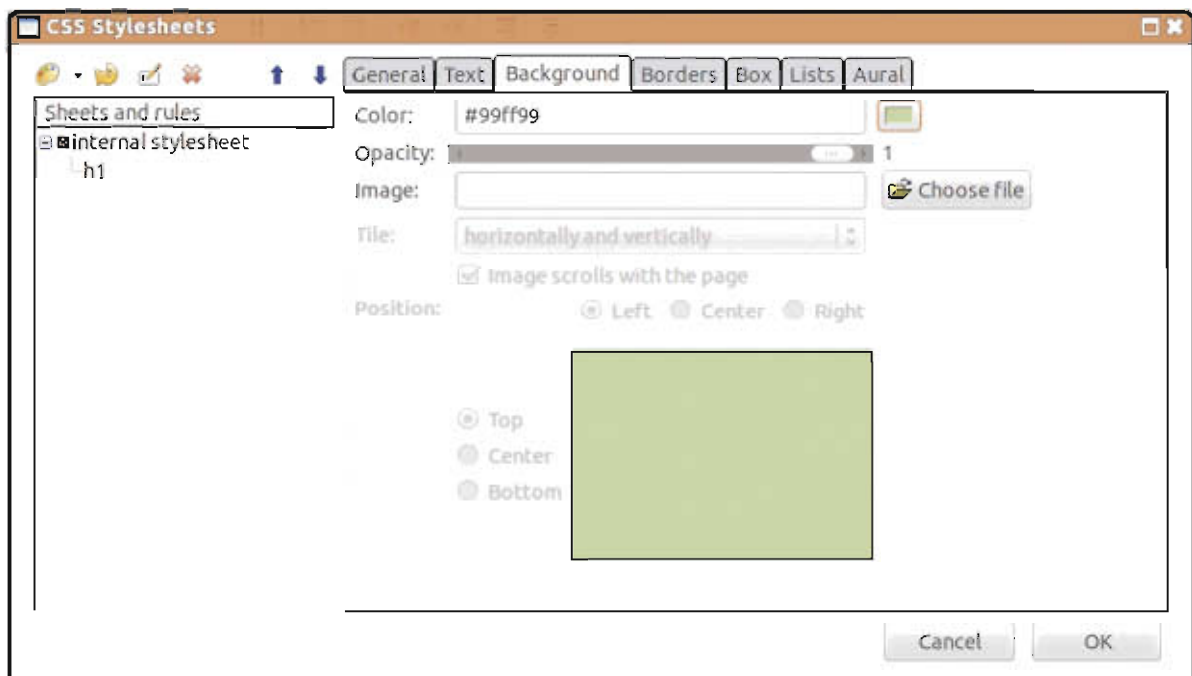 CSS Stylesheets
General Text Background Borders Box Lists Aural
Sheets and rules
internal stylesheet
h1
Color: #99ff99
Opacity: 1
Image: Choose file
Tile: horizontally and vertically
Image scrolls with the page
Position: Left Center Right
Top
Center
Bottom
Cancel OK